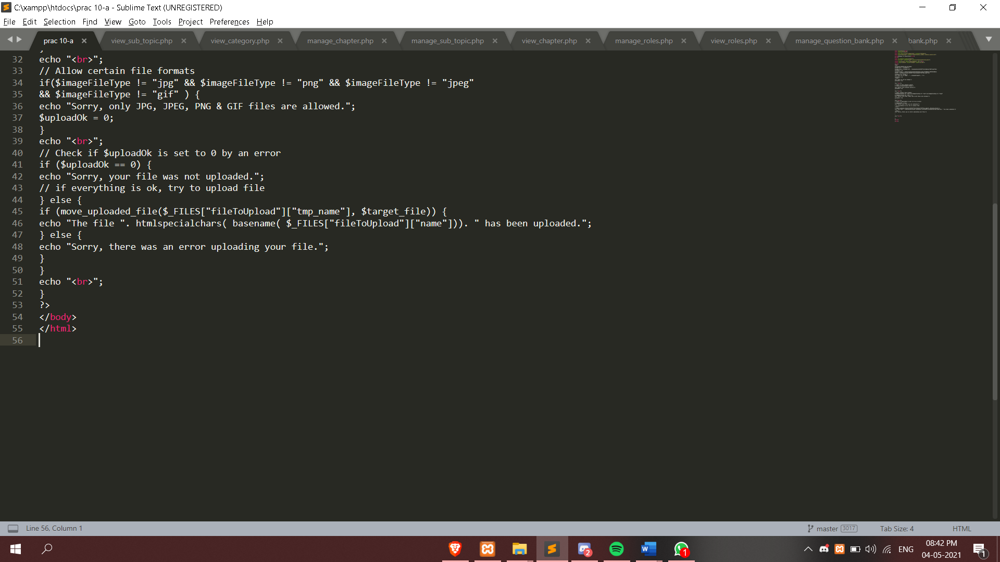 C:\xampp\htdocs\prac 10-a - Sublime Text (UNREGISTERED)
File Edit Selection Find View Goto Tools Project Preferences Help
prac 10-a view_sub_topic.php view_category.php manage_chapter.php manage_sub_topic.php view_chapter.php manage_roles.php view_roles.php manage_question_bank.php bank.php
32 echo "<br>";
33 // Allow certain file formats
34 if($imageFileType != "jpg" && $imageFileType != "png" && $imageFileType != "jpeg"
35 && $imageFileType != "gif" ) {
36 echo "Sorry, only JPG, JPEG, PNG & GIF files are allowed.";
37 $uploadOk = 0;
38 }
39 echo "<br>";
40 // Check if $uploadOk is set to 0 by an error
41 if ($uploadOk == 0) {
42 echo "Sorry, your file was not uploaded.";
43 // if everything is ok, try to upload file
44 } else {
45 if (move_uploaded_file($_FILES["fileToUpload"]["tmp_name"], $target_file)) {
46 echo "The file ". htmlspecialchars( basename( $_FILES["fileToUpload"]["name"])). " has been uploaded.";
47 } else {
48 echo "Sorry, there was an error uploading your file.";
49 }
50 }
51 echo "<br>";
52 }
53 ?>
54 </body>
55 </html>
56
Line 56, Column 1 master 3017 Tab Size: 4 HTML
2 W 1 ENG 08:42 PM 1
04-05-2021